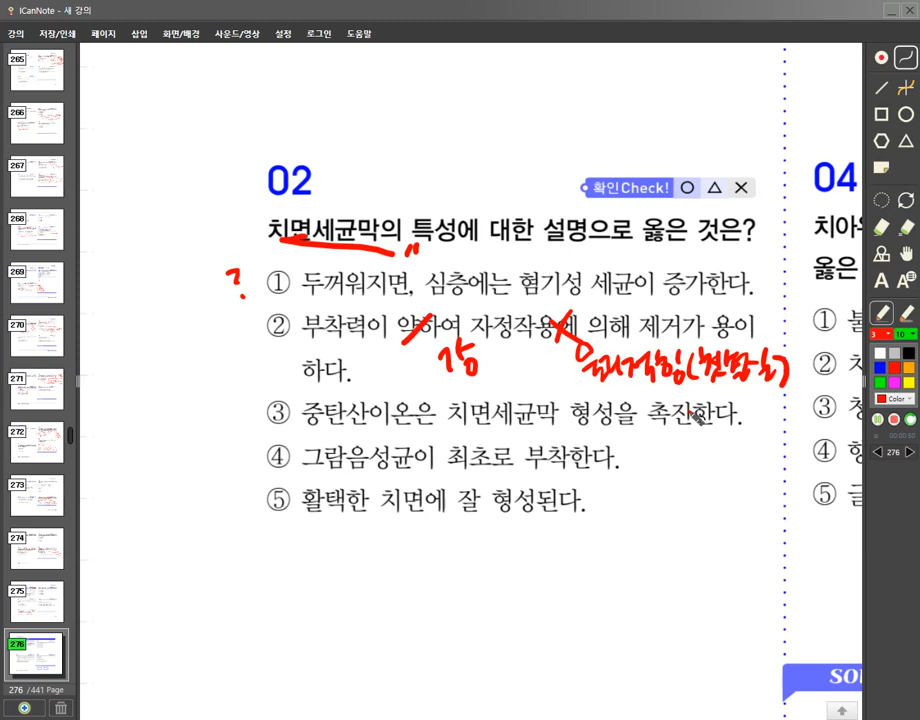 ICanNote - 새 강의
강의 저장/인쇄 페이지 삽입 화면/배경 사운드/영상 설정 로그인 도움말
265
266
267
268
269
270
271
272
273
274
275
276
276 /441 Page
02
확인Check!
치면세균막의 특성에 대한 설명으로 옳은 것은?
?
① 두꺼워지면, 심층에는 혐기성 세균이 증가한다.
② 부착력이 약하여 자정작용에 의해 제거가 용이
하다.
강
③ 중탄산이온은 치면세균막 형성을 촉진한다.
④ 그람음성균이 최초로 부착한다.
⑤ 활택한 치면에 잘 형성된다.
04
치아
옳은
①
② 치
③ 청
④
⑤
SO
3 10
Color
00:00:50
276